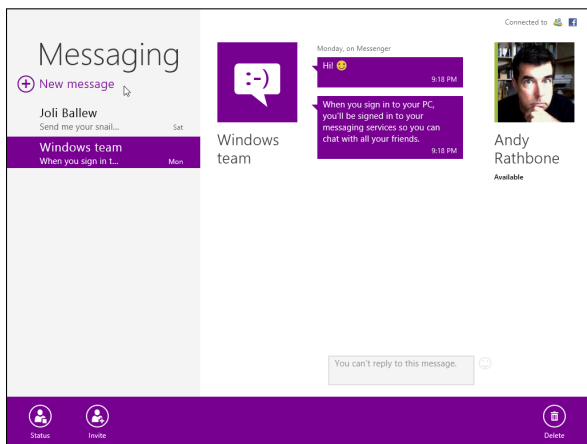 Connected to
Messaging
New message
Joli Ballew
Send me your snail...
Sat
Windows team
When you sign in t...
Mon
:-)
Windows
team
Monday, on Messenger
Hi!
9:18 PM
When you sign in to your PC,
you'll be signed in to your
messaging services so you can
chat with all your friends.
9:18 PM
Andy
Rathbone
Available
You can't reply to this message.
Status
Invite
Delete